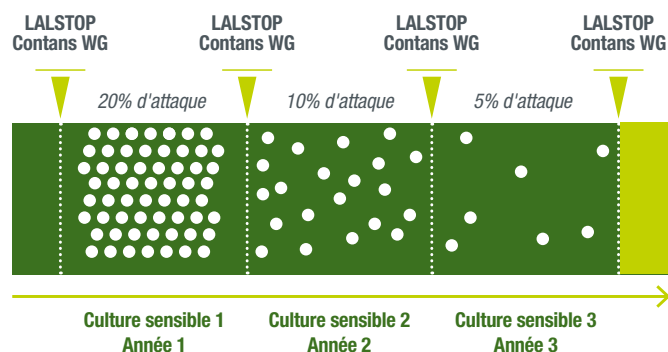 LALSTOP
Contans WG
LALSTOP
Contans WG
LALSTOP
Contans WG
LALSTOP
Contans WG
20% d'attaque
10% d'attaque
5% d'attaque
Culture sensible 1
Année 1
Culture sensible 2
Année 2
Culture sensible 3
Année 3